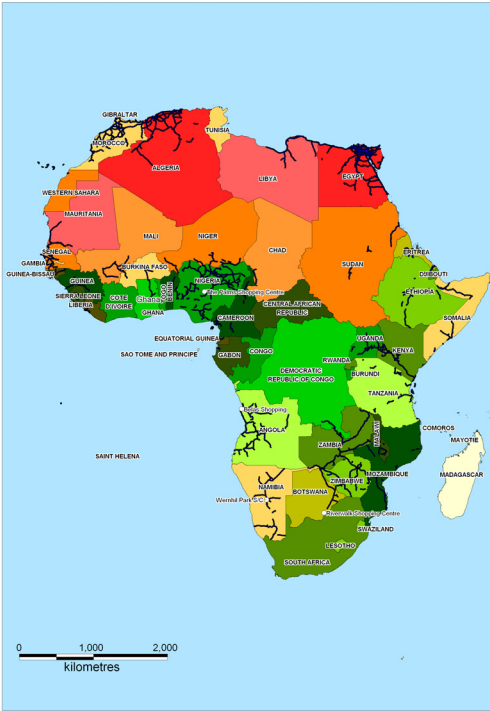 GIBRALTAR
TUNISIA
MOROCCO
ALGERIA
LIBYA
EGYPT
WESTERN SAHARA
MAURITANIA
MALI
NIGER
CHAD
SUDAN
ERITREA
SENEGAL
GAMBIA
GUINEA-BISSAU
BURKINA FASO
DJIBOUTI
GUINEA
NIGERIA
The Palms Shopping Centre
ETHIOPIA
SIERRA LEONE
LIBERIA
COTE
DIVOIRE
Ghana
GHANA
TOGO
BENIN
CENTRAL AFRICAN
REPUBLIC
SOMALIA
CAMEROON
EQUATORIAL GUINEA
SAO TOME AND PRINCIPE
GABON
CONGO
UGANDA
KENYA
RWANDA
BURUNDI
DEMOCRATIC
REPUBLIC OF CONGO
TANZANIA
Belas Shopping
ANGOLA
ZAMBIA
MALAWI
COMOROS
MAYOTTE
SAINT HELENA
MOZAMBIQUE
MADAGASCAR
ZIMBABWE
NAMIBIA
BOTSWANA
Wernhil Park S/C
Riverwalk Shopping Centre
SWAZILAND
LESOTHO
SOUTH AFRICA
0 1,000 2,000
kilometres